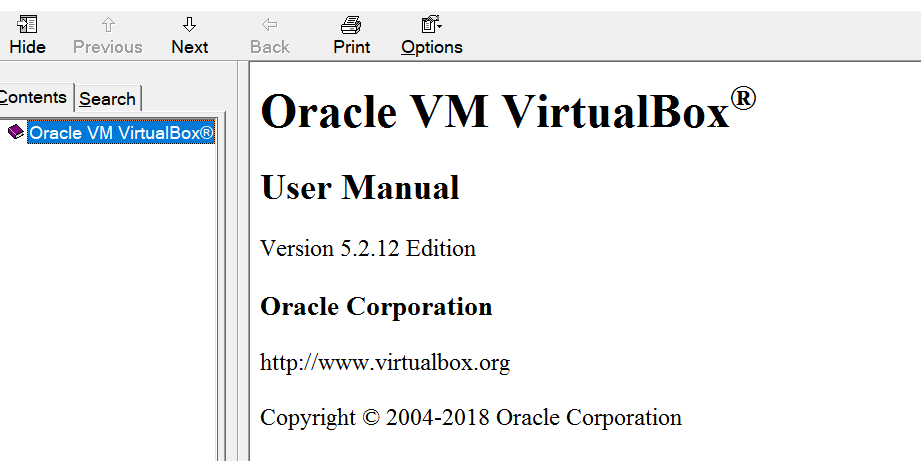 Hide Previous Next Back Print Options
Contents Search
Oracle VM VirtualBox®
Oracle VM VirtualBox®
User Manual
Version 5.2.12 Edition
Oracle Corporation
http://www.virtualbox.org
Copyright © 2004-2018 Oracle Corporation